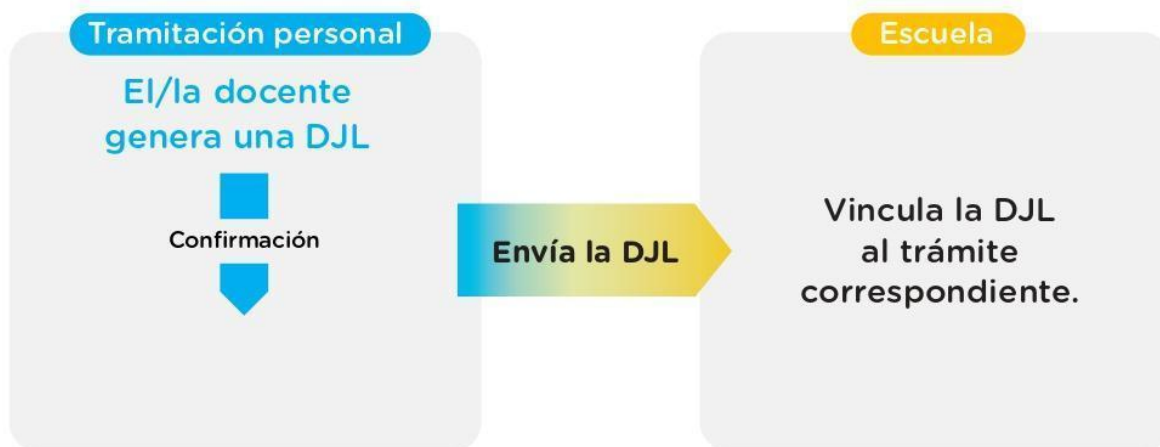 Tramitación personal
El/la docente
genera una DJL
Confirmación
Envía la DJL
Escuela
Vincula la DJL
al trámite
correspondiente.